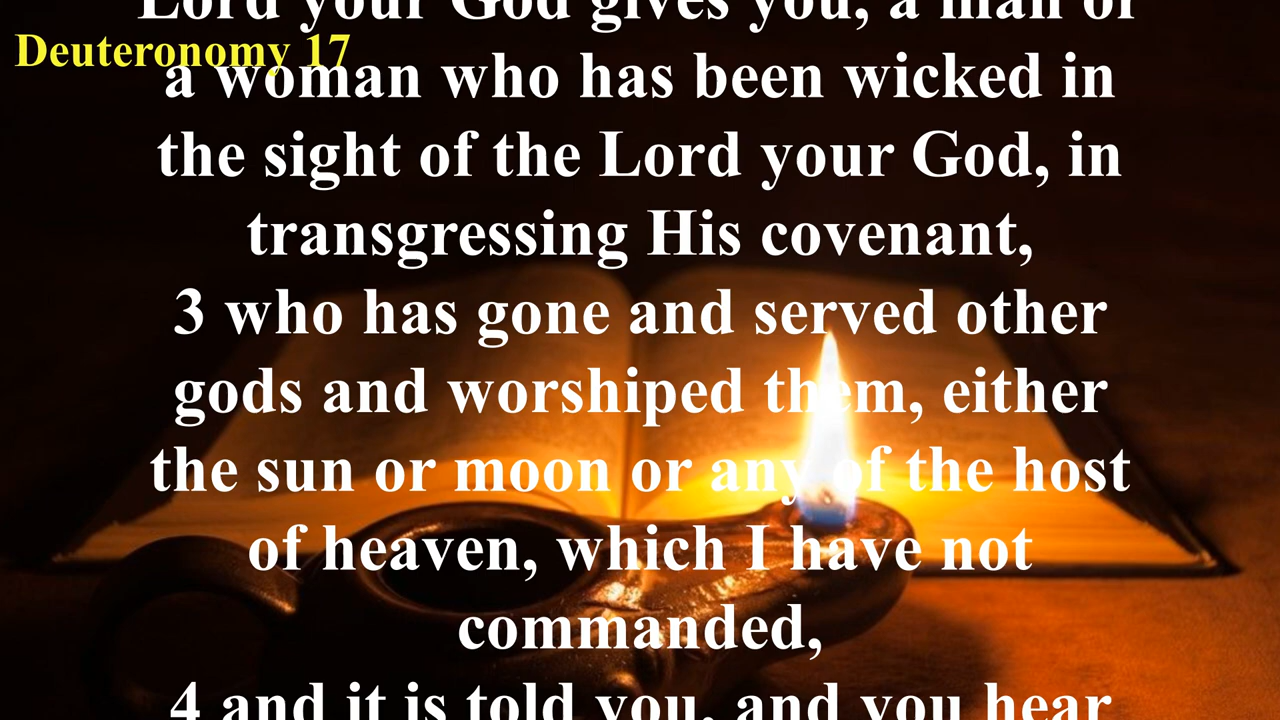 Lord your God gives you, a man or
Deuteronomy 17
a woman who has been wicked in
the sight of the Lord your God, in
transgressing His covenant,
3 who has gone and served other
gods and worshiped them, either
the sun or moon or any of the host
of heaven, which I have not
commanded,
4 and it is told you, and you hear